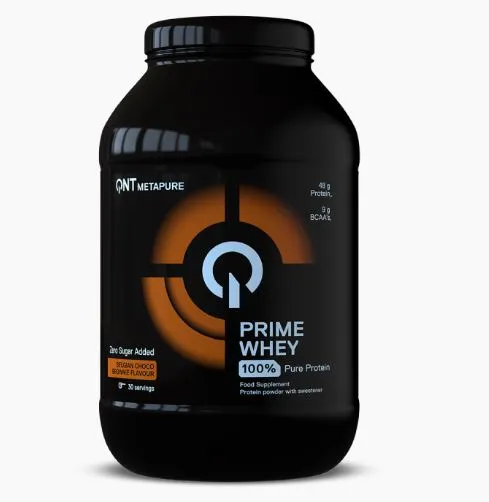 QNT METAPURE
48 g
Protein.
9 g
BCAA's.
PRIME
WHEY
100% Pure Protein
Food Supplement
Protein powder with sweetener.
Zero Sugar Added
BELGIAN CHOCO
BROWNIE FLAVOUR
30 servings